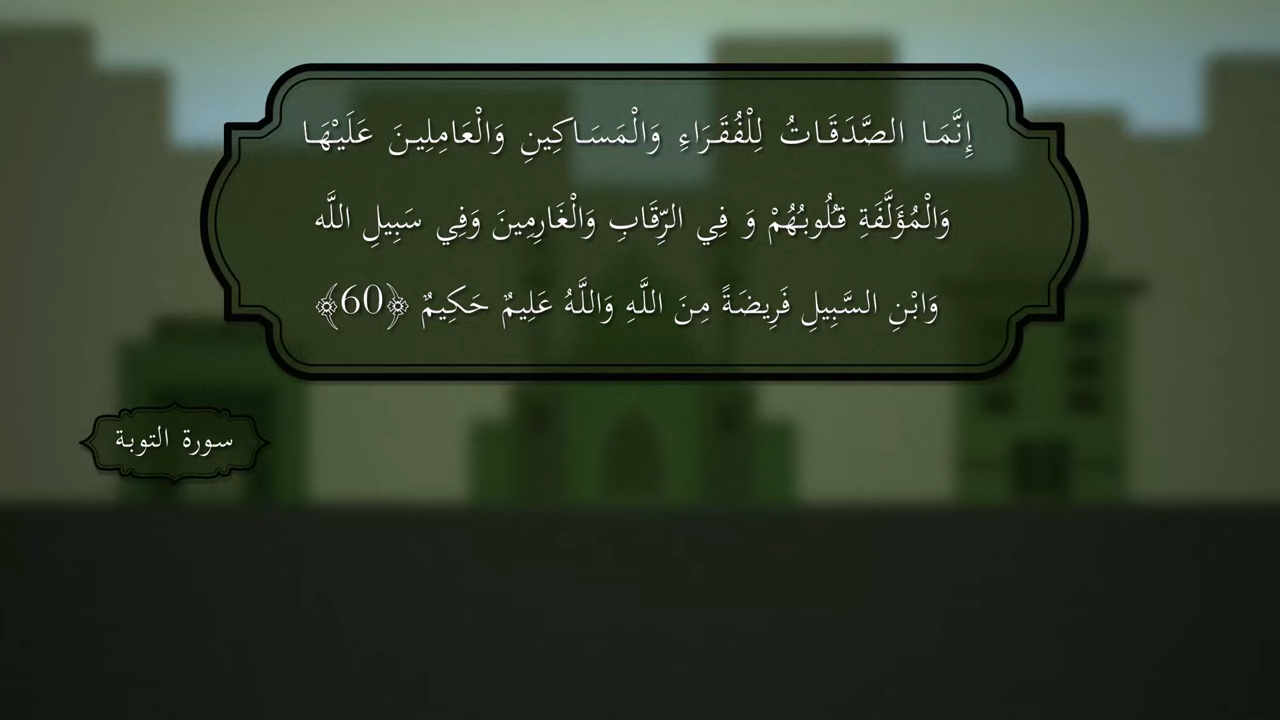 إِنَّمَا الصَّدَقَاتُ لِلْفُقَرَاءِ وَالْمَسَاكِينِ وَالْعَامِلِينَ عَلَيْهَا
وَالْمُؤَلَّفَةِ قُلُوبُهُمْ وَ فِي الرِّقَابِ وَالْغَارِمِينَ وَفِي سَبِيلِ اللَّه
وَابْنِ السَّبِيلِ فَرِيضَةً مِنَ اللَّهِ وَاللَّهُ عَلِيمٌ حَكِيمٌ ﴿60﴾
سورة التوبة